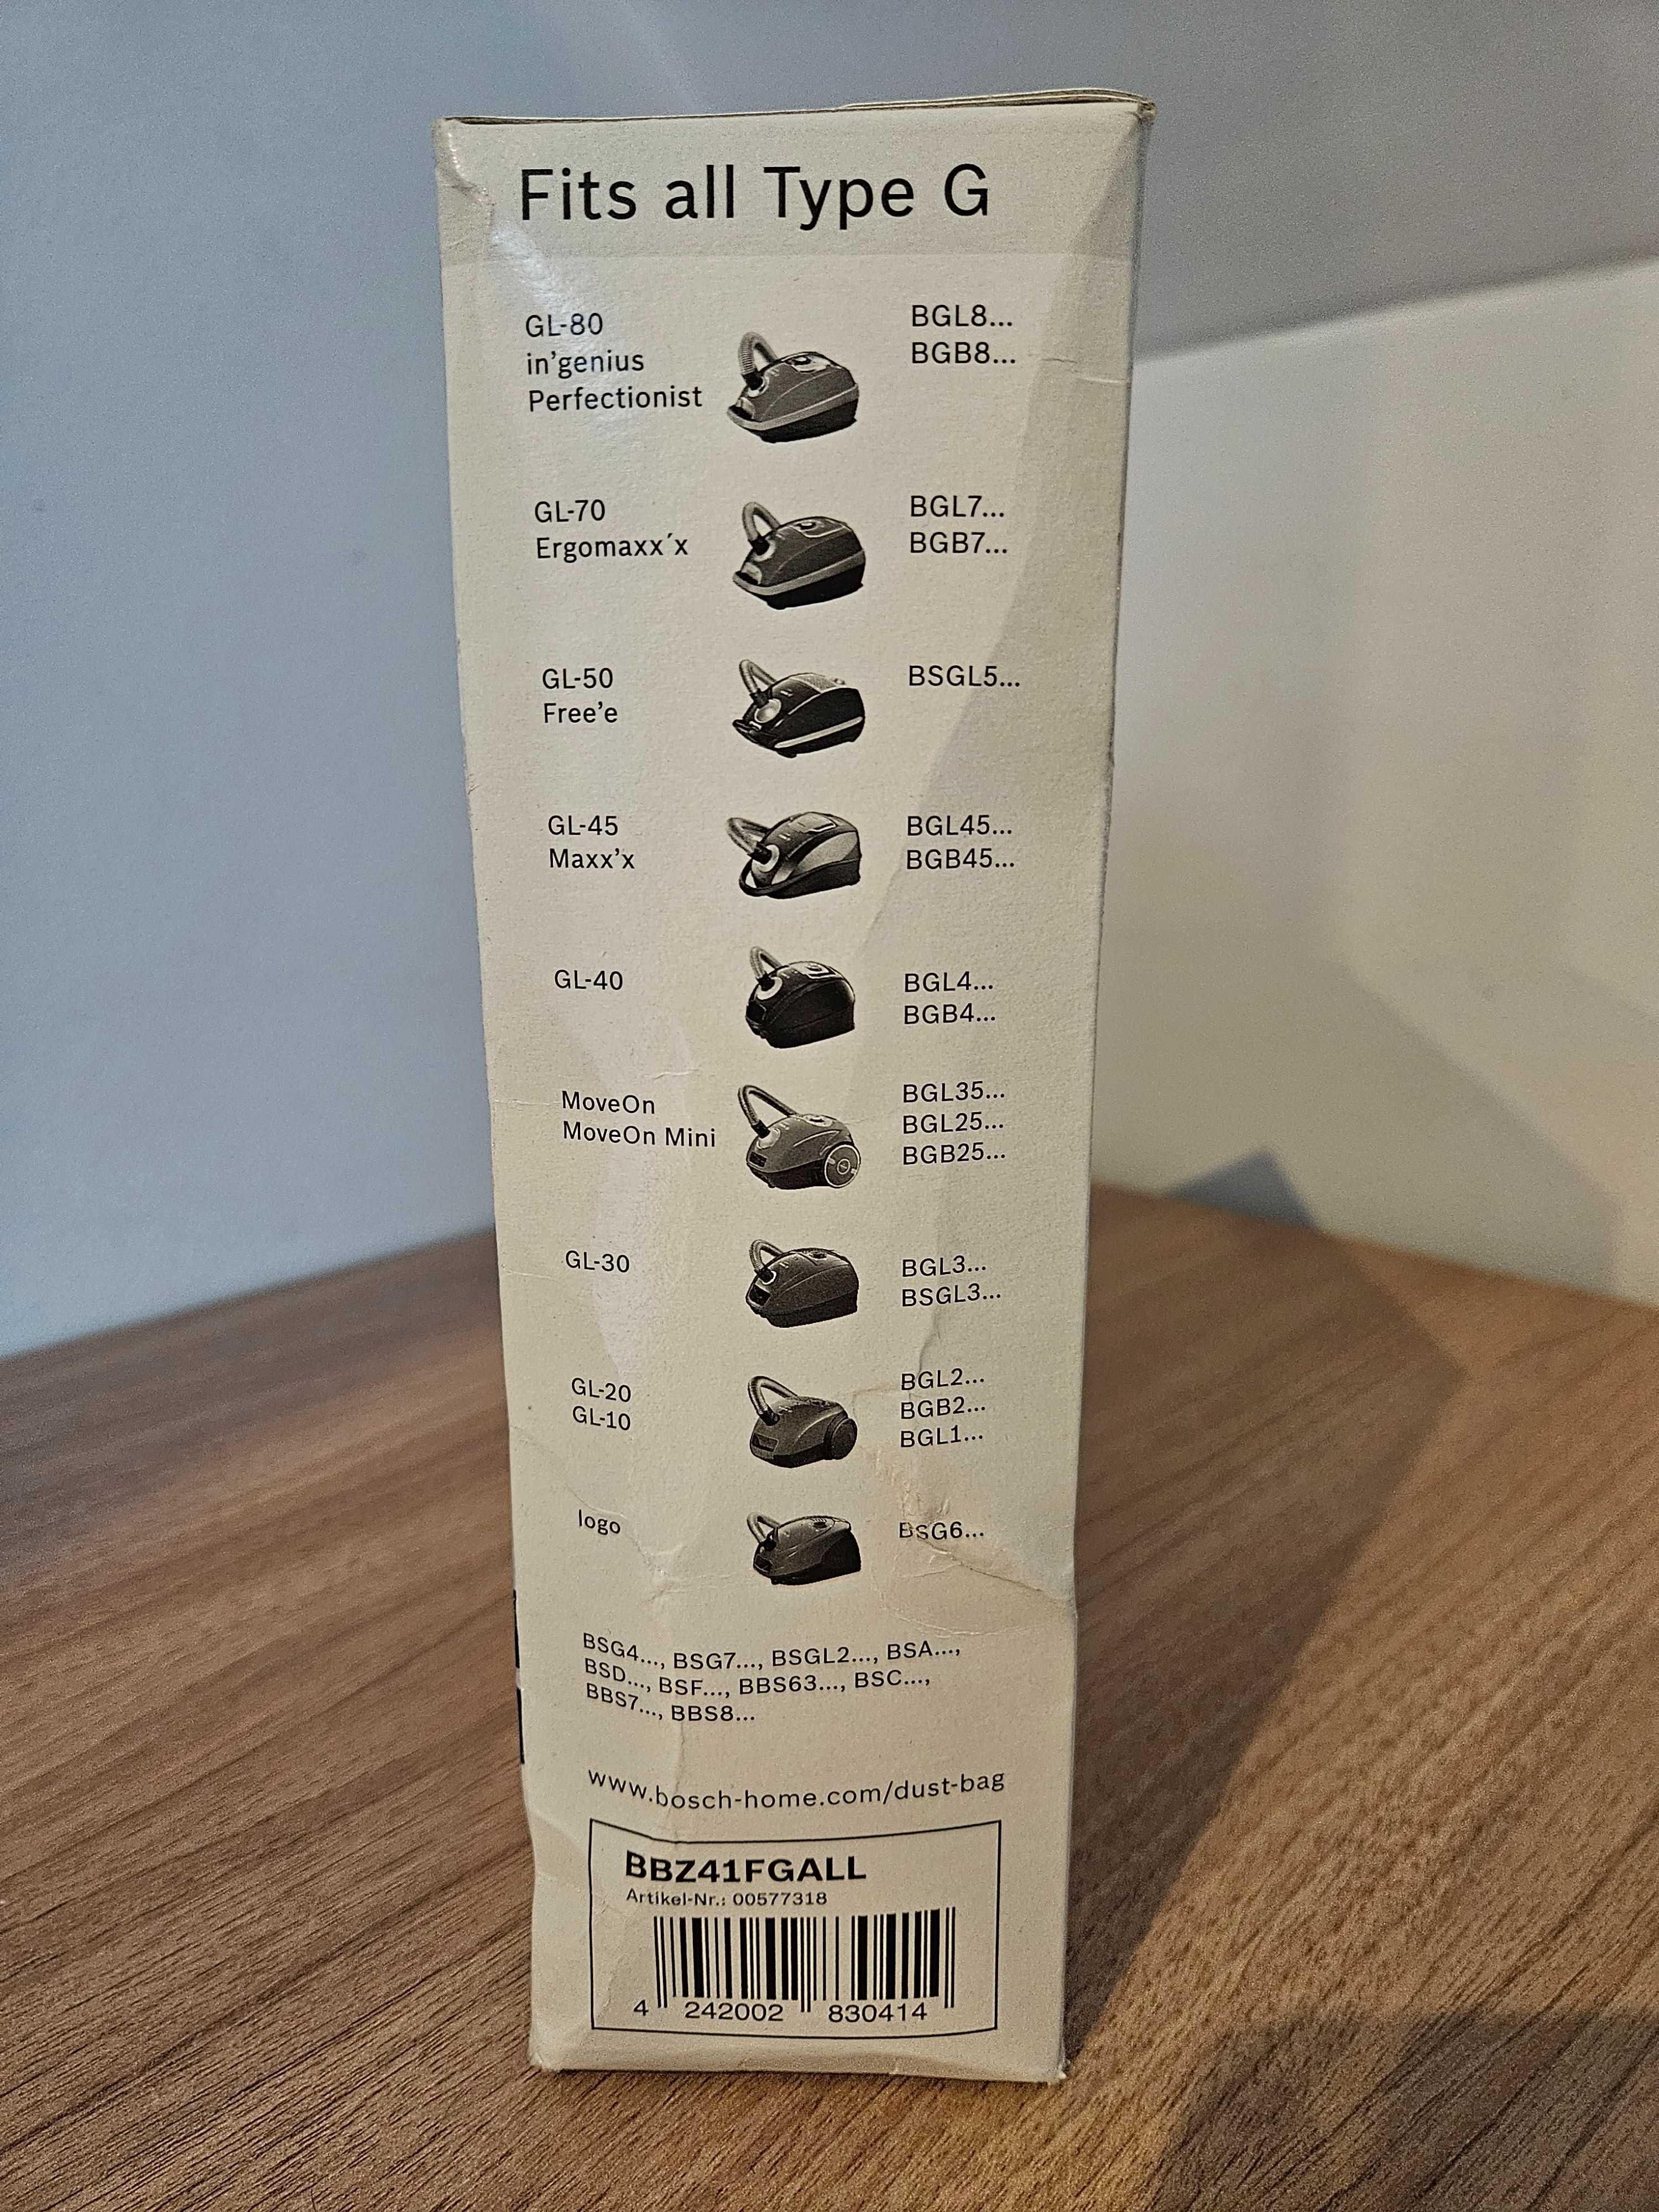 Fits all Type G
GL-80
in'genius
Perfectionist
BGL8...
BGB8...
GL-70
Ergomaxx´x
BGL7...
BGB7...
GL-50
Free'e
BSGL5...
GL-45
Maxx'x
BGL45...
BGB45...
GL-40
BGL4...
BGB4...
MoveOn
MoveOn Mini
BGL35...
BGL25...
BGB25...
GL-30
BGL3...
BSGL3...
GL-20
GL-10
BGL2...
BGB2...
BGL1...
logo
BSG6...
BSG4..., BSG7..., BSGL2..., BSA...,
BSD..., BSF..., BBS63..., BSC...,
BBS7..., BBS8...
www.bosch-home.com/dust-bag
BBZ41FGALL
Artikel-Nr.: 00577318
4 242002 830414